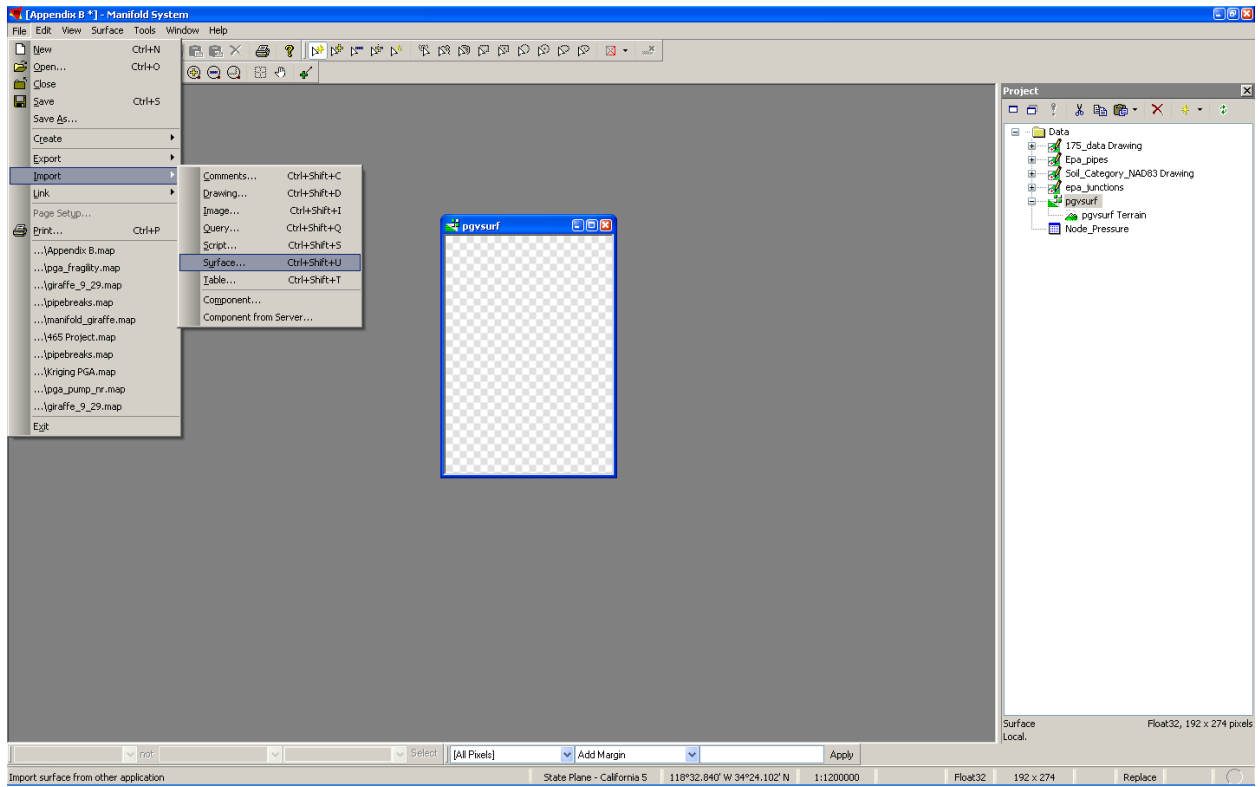 [Appendix B *] - Manifold System
File Edit View Surface Tools Window Help
New Ctrl+N
Open... Ctrl+O
Close
Save Ctrl+S
Save As...
Create
Export
Import
Link
Page Setup...
Print... Ctrl+P
...\Appendix B.map
...\pga_fragility.map
...\giraffe_9_29.map
...\pipebreaks.map
...\manifold_giraffe.map
...\465 Project.map
...\pipebreaks.map
...\Kriging PGA.map
...\pga_pump_nr.map
...\giraffe_9_29.map
Exit
Comments... Ctrl+Shift+C
Drawing... Ctrl+Shift+D
Image... Ctrl+Shift+I
Query... Ctrl+Shift+Q
Script... Ctrl+Shift+S
Surface... Ctrl+Shift+U
Table... Ctrl+Shift+T
Component...
Component from Server...
pgvsurf
Project
Data
175_data Drawing
Epa_pipes
Soil_Category_NAD83 Drawing
epa_junctions
pgvsurf
pgvsurf Terrain
Node_Pressure
Surface Float32, 192 x 274 pixels
Local.
not Select [All Pixels] Add Margin Apply
Import surface from other application State Plane - California 5 118°32.840' W 34°24.102' N 1:1200000 Float32 192 x 274 Replace